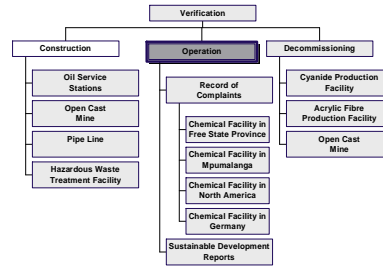 Verification
Construction
Operation
Decommissioning
Oil Service
Stations
Open Cast
Mine
Pipe Line
Hazardous Waste
Treatment Facility
Record of
Complaints
Chemical Facility in
Free State Province
Chemical Facility in
Mpumalanga
Chemical Facility in
North America
Chemical Facility in
Germany
Sustainable Development
Reports
Cyanide Production
Facility
Acrylic Fibre
Production Facility
Open Cast
Mine